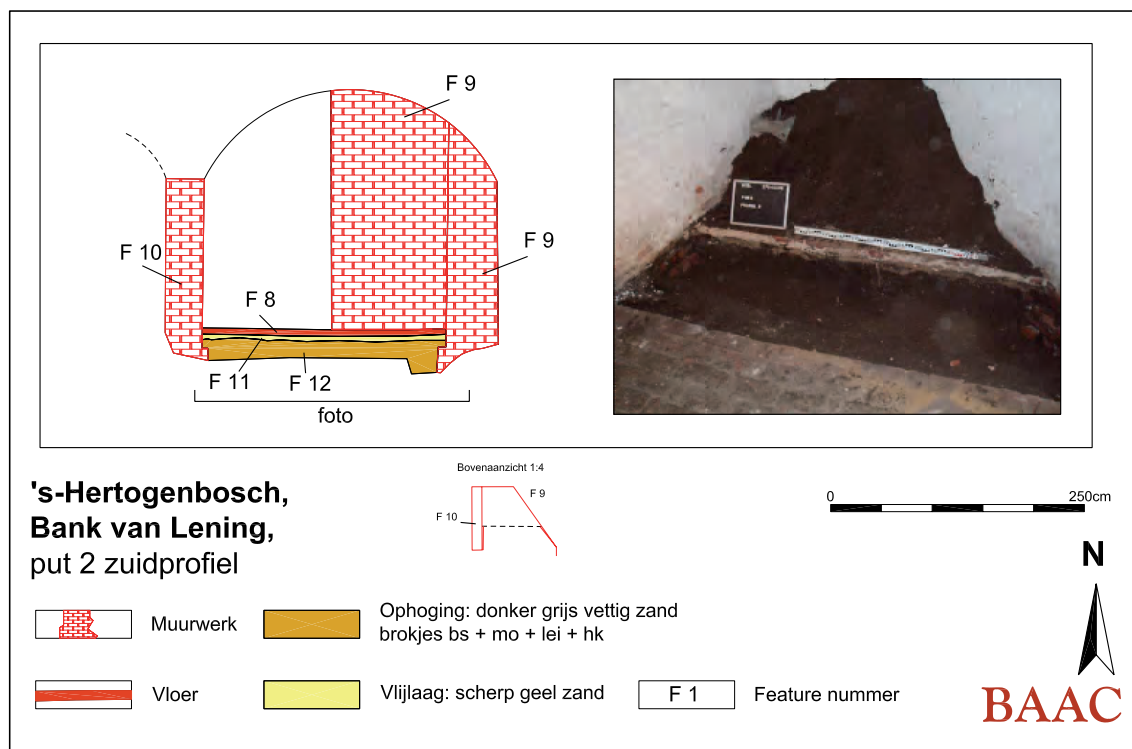 F 9
F 9
F 10
F 8
F 11
F 12
foto
Bovenaanzicht 1:4
F 9
F 10
's-Hertogenbosch,
Bank van Lening,
put 2 zuidprofiel
0
250cm
N
Muurwerk
Ophoging: donker grijs vettig zand
brokjes bs + mo + lei + hk
Vloer
Vlijlaag: scherp geel zand
F 1
Feature nummer
BAAC